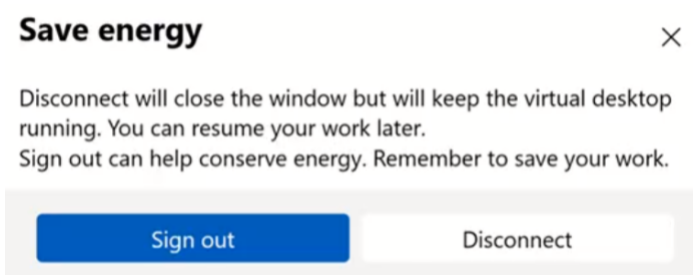 Save energy
Disconnect will close the window but will keep the virtual desktop
running. You can resume your work later.
Sign out can help conserve energy. Remember to save your work.
Sign out
Disconnect